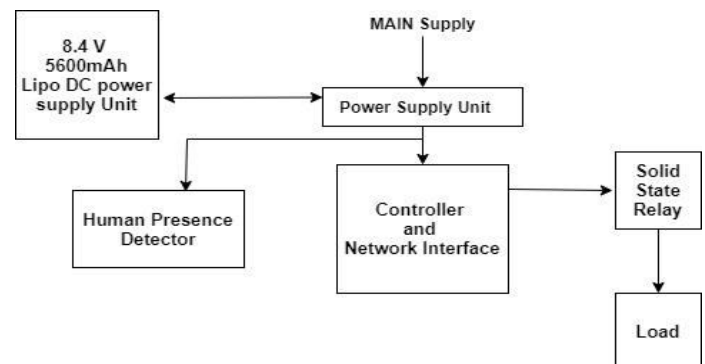 8.4 V
5600mAh
Lipo DC power
supply Unit
MAIN Supply
Power Supply Unit
Human Presence
Detector
Controller
and
Network Interface
Solid
State
Relay
Load